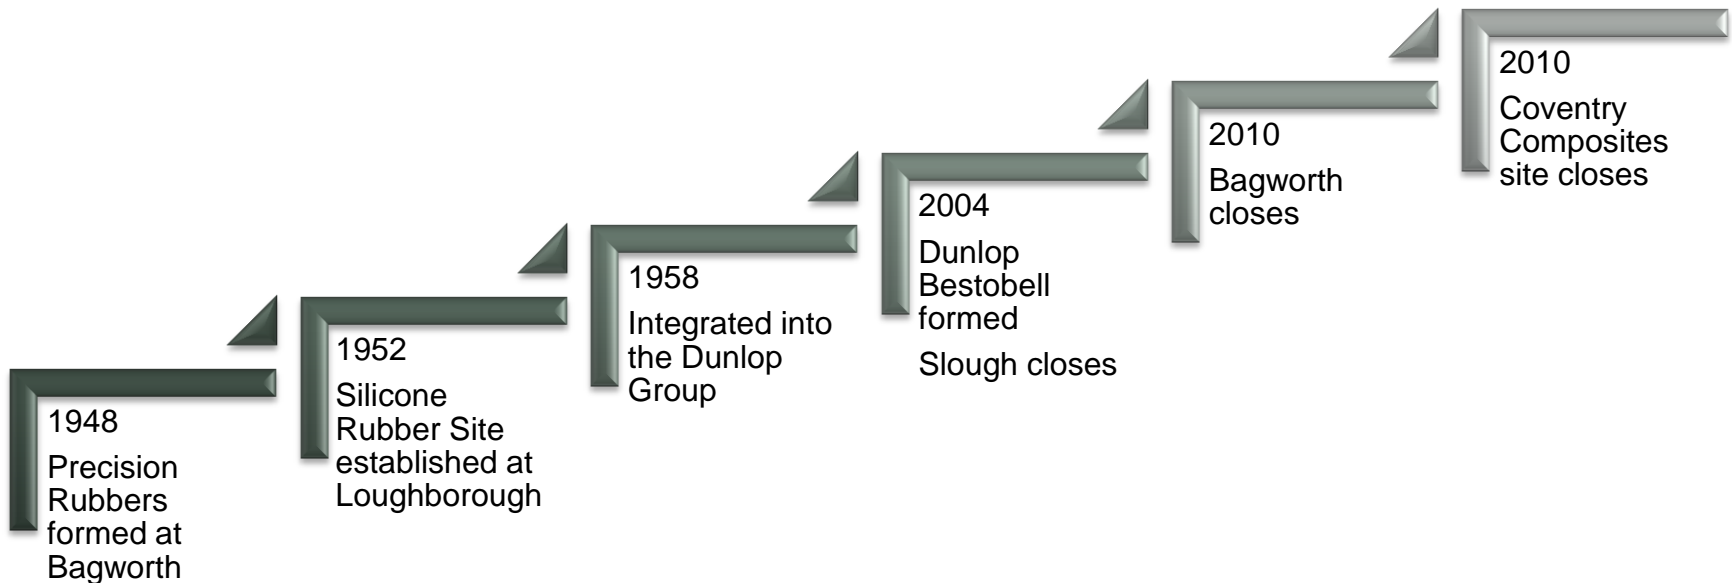 1948
Precision
Rubbers
formed at
Bagworth
1952
Silicone
Rubber Site
established at
Loughborough
1958
Integrated into
the Dunlop
Group
2004
Dunlop
Bestobell
formed
Slough closes
2010
Bagworth
closes
2010
Coventry
Composites
site closes